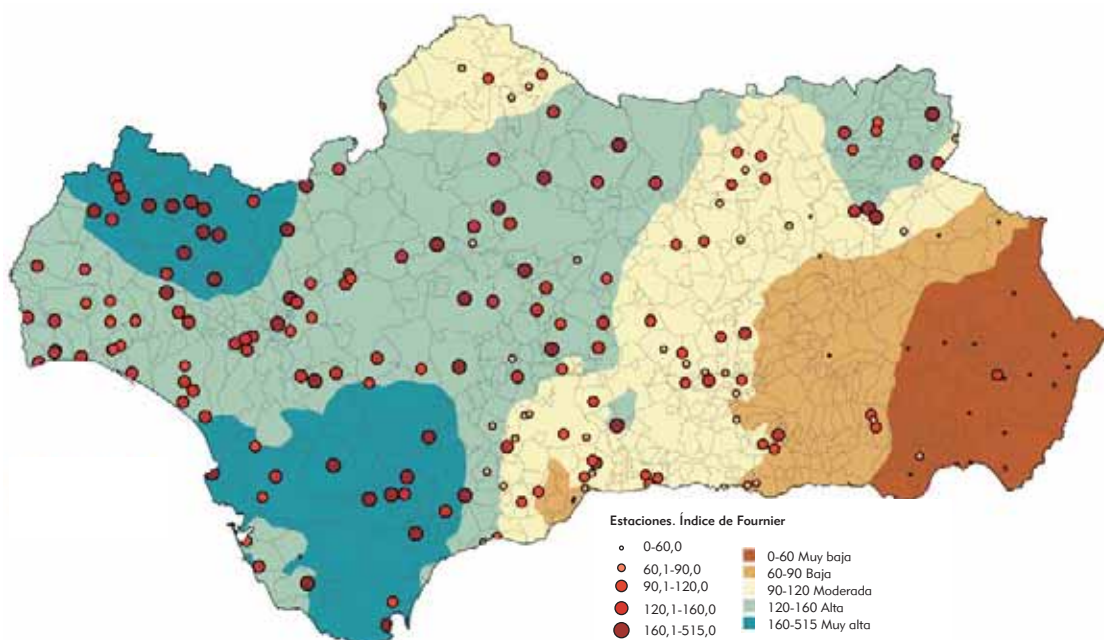 Estaciones. Índice de Fournier
0-60,0
60,1-90,0
90,1-120,0
120,1-160,0
160,1-515,0
0-60 Muy baja
60-90 Baja
90-120 Moderada
120-160 Alta
160-515 Muy alta